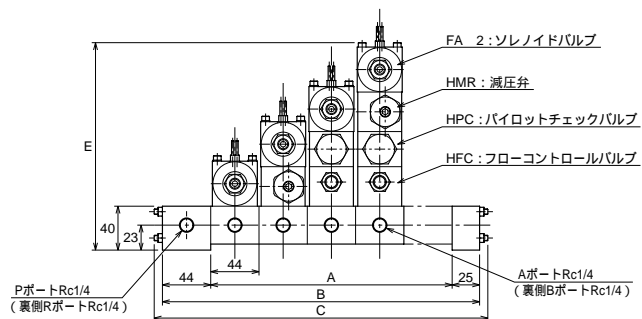 FA 2：ソレノイドバルブ
HMR：減圧弁
HPC：パイロットチェックバルブ
HFC：フローコントロールバルブ
E
40
23
44
44
A
25
B
C
PポートRc1/4
（裏側RポートRc1/4）
AポートRc1/4
（裏側BポートRc1/4）